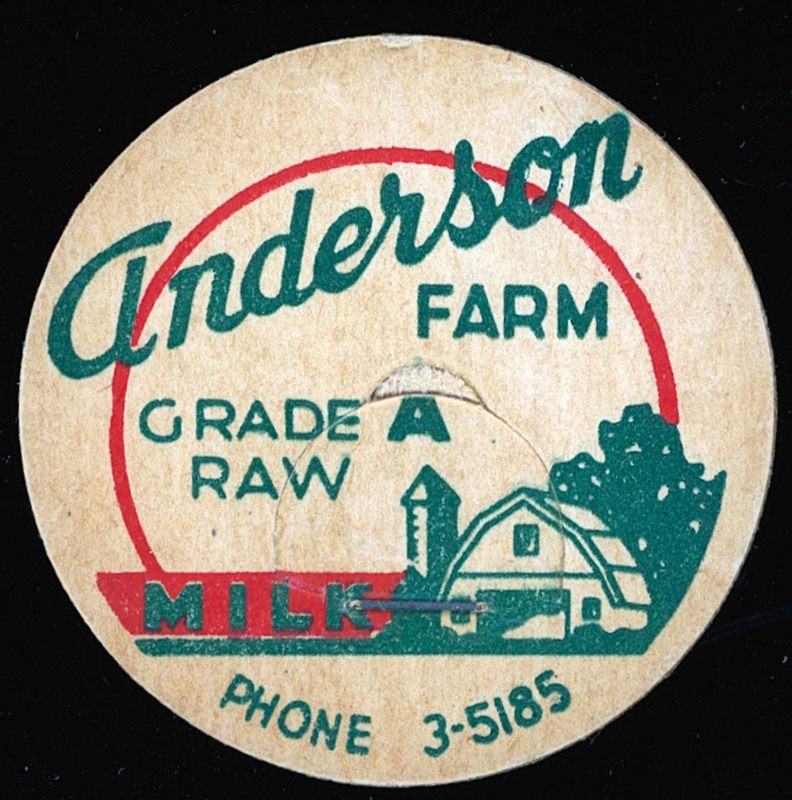 Anderson
FARM
GRADE A
RAW
MILK
PHONE 3-5185